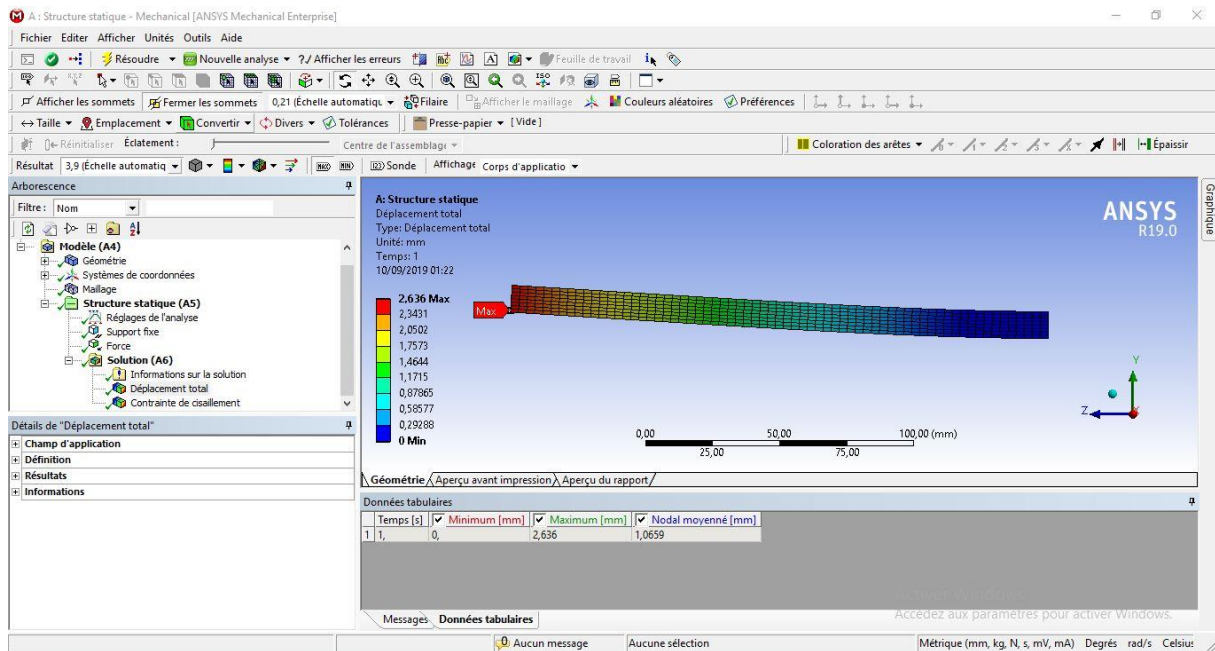 A : Structure statique - Mechanical [ANSYS Mechanical Enterprise]
Fichier Editer Afficher Unités Outils Aide
Résoudre Nouvelle analyse ?./ Afficher les erreurs A Feuille de travail
ISO
Afficher les sommets Fermer les sommets 0,21 (Échelle automatiqu Filaire Afficher le maillage Couleurs aléatoires Préférences
Taille Emplacement Convertir Divers Tolérances Presse-papier [Vide]
Réinitialiser Éclatement : Centre de l'assemblage Coloration des arêtes Épaissir
Résultat 3,9 (Échelle automatiq MAX MIN Sonde Affichage Corps d'applicatio
Arborescence
Filtre : Nom
Modèle (A4)
Géométrie
Systèmes de coordonnées
Maillage
Structure statique (A5)
Réglages de l'analyse
Support fixe
Force
Solution (A6)
Informations sur la solution
Déplacement total
Contrainte de cisaillement
Détails de "Déplacement total"
Champ d'application
Définition
Résultats
Informations
A: Structure statique
Déplacement total
Type: Déplacement total
Unité: mm
Temps: 1
10/09/2019 01:22
2,636 Max
2,3431
2,0502
1,7573
1,4644
1,1715
0,87865
0,58577
0,29288
0 Min
Max
ANSYS
R19.0
Y
Z
X
0,00 50,00 100,00 (mm)
25,00 75,00
Graphique
Géométrie Aperçu avant impression Aperçu du rapport
Données tabulaires
Temps [s] Minimum [mm] Maximum [mm] Nodal moyenné [mm]
1 1, 0, 2,636 1,0659
Activer Windows
Accédez aux paramètres pour activer Windows.
Messages Données tabulaires
0 Aucun message Aucune sélection Métrique (mm, kg, N, s, mV, mA) Degrés rad/s Celsius